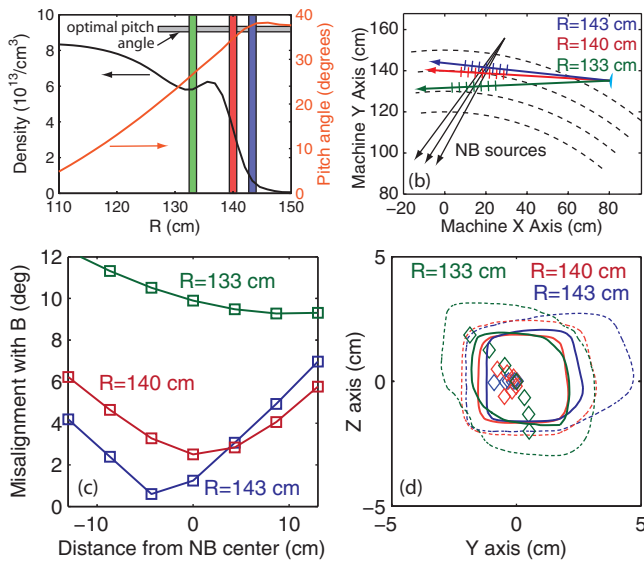 optimal pitch
angle
Density (10¹³/cm³)
10
8
6
4
2
0
110 120 130 140 150
R (cm)
40
30
20
10
0
Pitch angle (degrees)
R=143 cm
R=140 cm
R=133 cm
NB sources
(b)
Machine Y Axis (cm)
180
160
140
120
100
80
60
-20 0 20 40 60 80 100
Machine X Axis (cm)
Misalignment with B (deg)
12
10
8
6
4
2
0
R=133 cm
R=140 cm
R=143 cm
(c)
-10 0 10
Distance from NB center (cm)
Z axis (cm)
5
0
-5
R=133 cm R=140 cm
R=143 cm
(d)
-5 0 5
Y axis (cm)